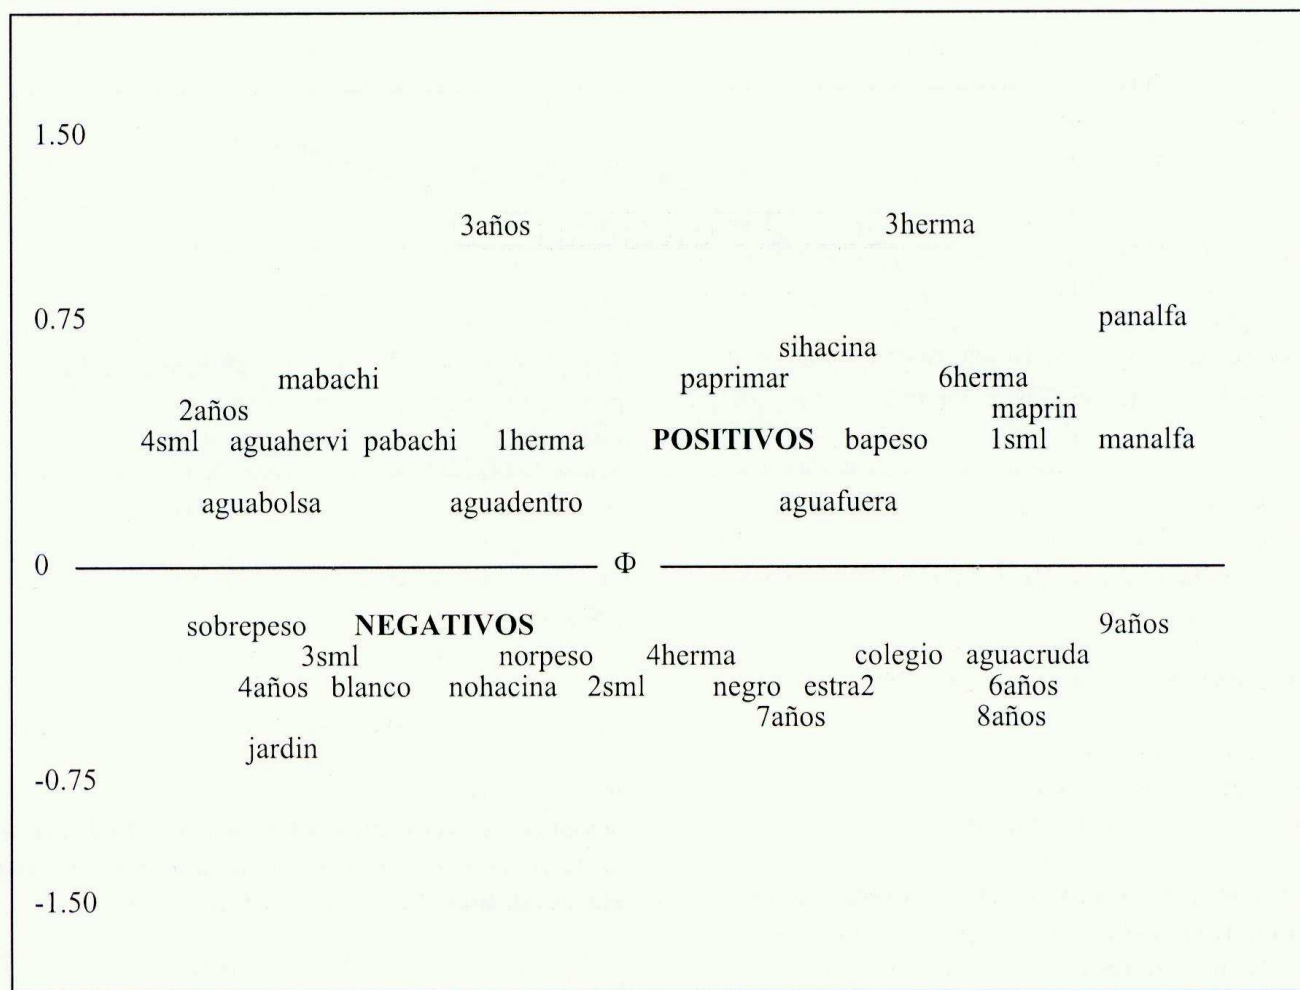 1.50
3años 3herma
0.75 panalfa
sihacina
mabachi paprimar 6herma
2años maprin
4sml aguahervi pabachi 1herma POSITIVOS bapeso 1sml manalfa
aguabolsa aguadentro aguafuera
0 Φ
sobrepeso NEGATIVOS 9años
3sml norpeso 4herma colegio aguacruda
4años blanco nohacina 2sml negro estra2 6años
7años 8años
jardin
-0.75
-1.50